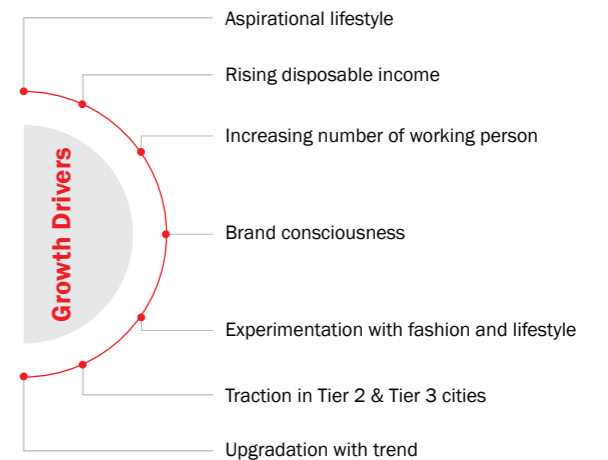 Aspirational lifestyle
Rising disposable income
Increasing number of working person
Growth Drivers
Brand consciousness
Experimentation with fashion and lifestyle
Traction in Tier 2 & Tier 3 cities
Upgradation with trend